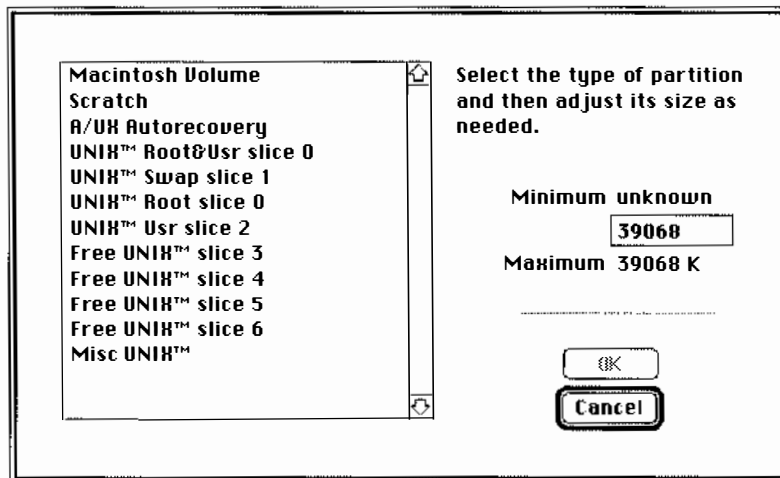 Macintosh Volume
Scratch
A/UX Autorecovery
UNIX™ Root&Usr slice 0
UNIX™ Swap slice 1
UNIX™ Root slice 0
UNIX™ Usr slice 2
Free UNIX™ slice 3
Free UNIX™ slice 4
Free UNIX™ slice 5
Free UNIX™ slice 6
Misc UNIX™
Select the type of partition
and then adjust its size as
needed.
Minimum unknown
39068
Maximum 39068 K
OK
Cancel